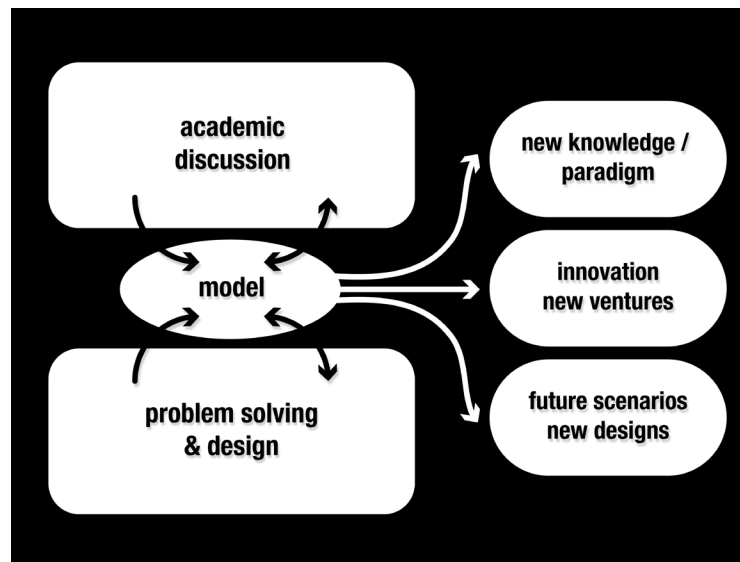 academic
discussion
model
problem solving
& design
new knowledge /
paradigm
innovation
new ventures
future scenarios
new designs